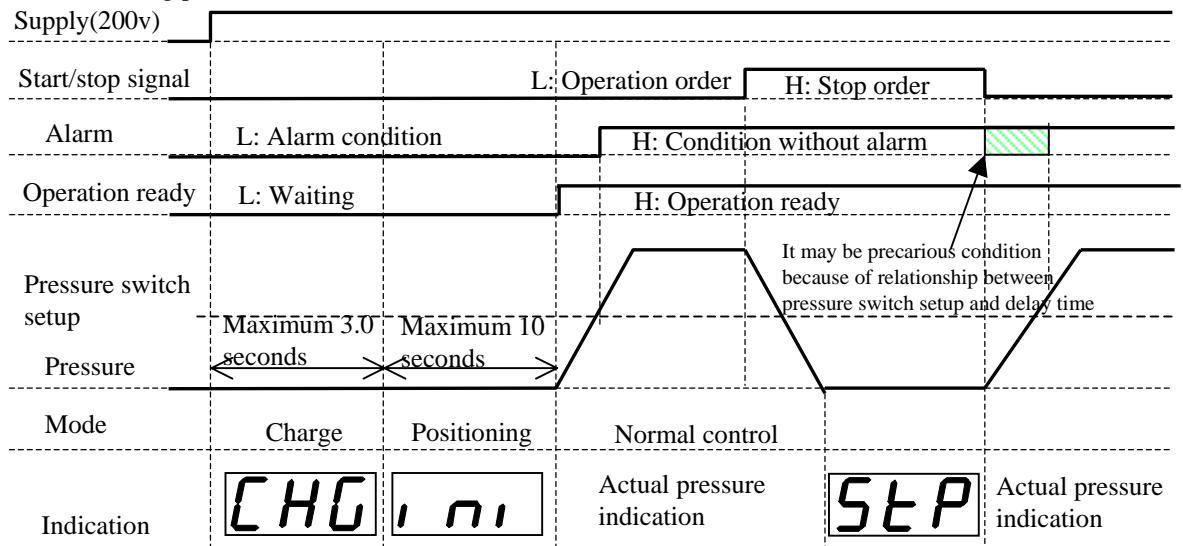 Supply(200v)
Start/stop signal
L: Operation order
H: Stop order
Alarm
L: Alarm condition
H: Condition without alarm
Operation ready
L: Waiting
H: Operation ready
It may be precarious condition
because of relationship between
pressure switch setup and delay time
Pressure switch
setup
Maximum 3.0
seconds
Maximum 10
seconds
Pressure
Mode
Charge
Positioning
Normal control
Indication
CHG
ini
Actual pressure
indication
StP
Actual pressure
indication